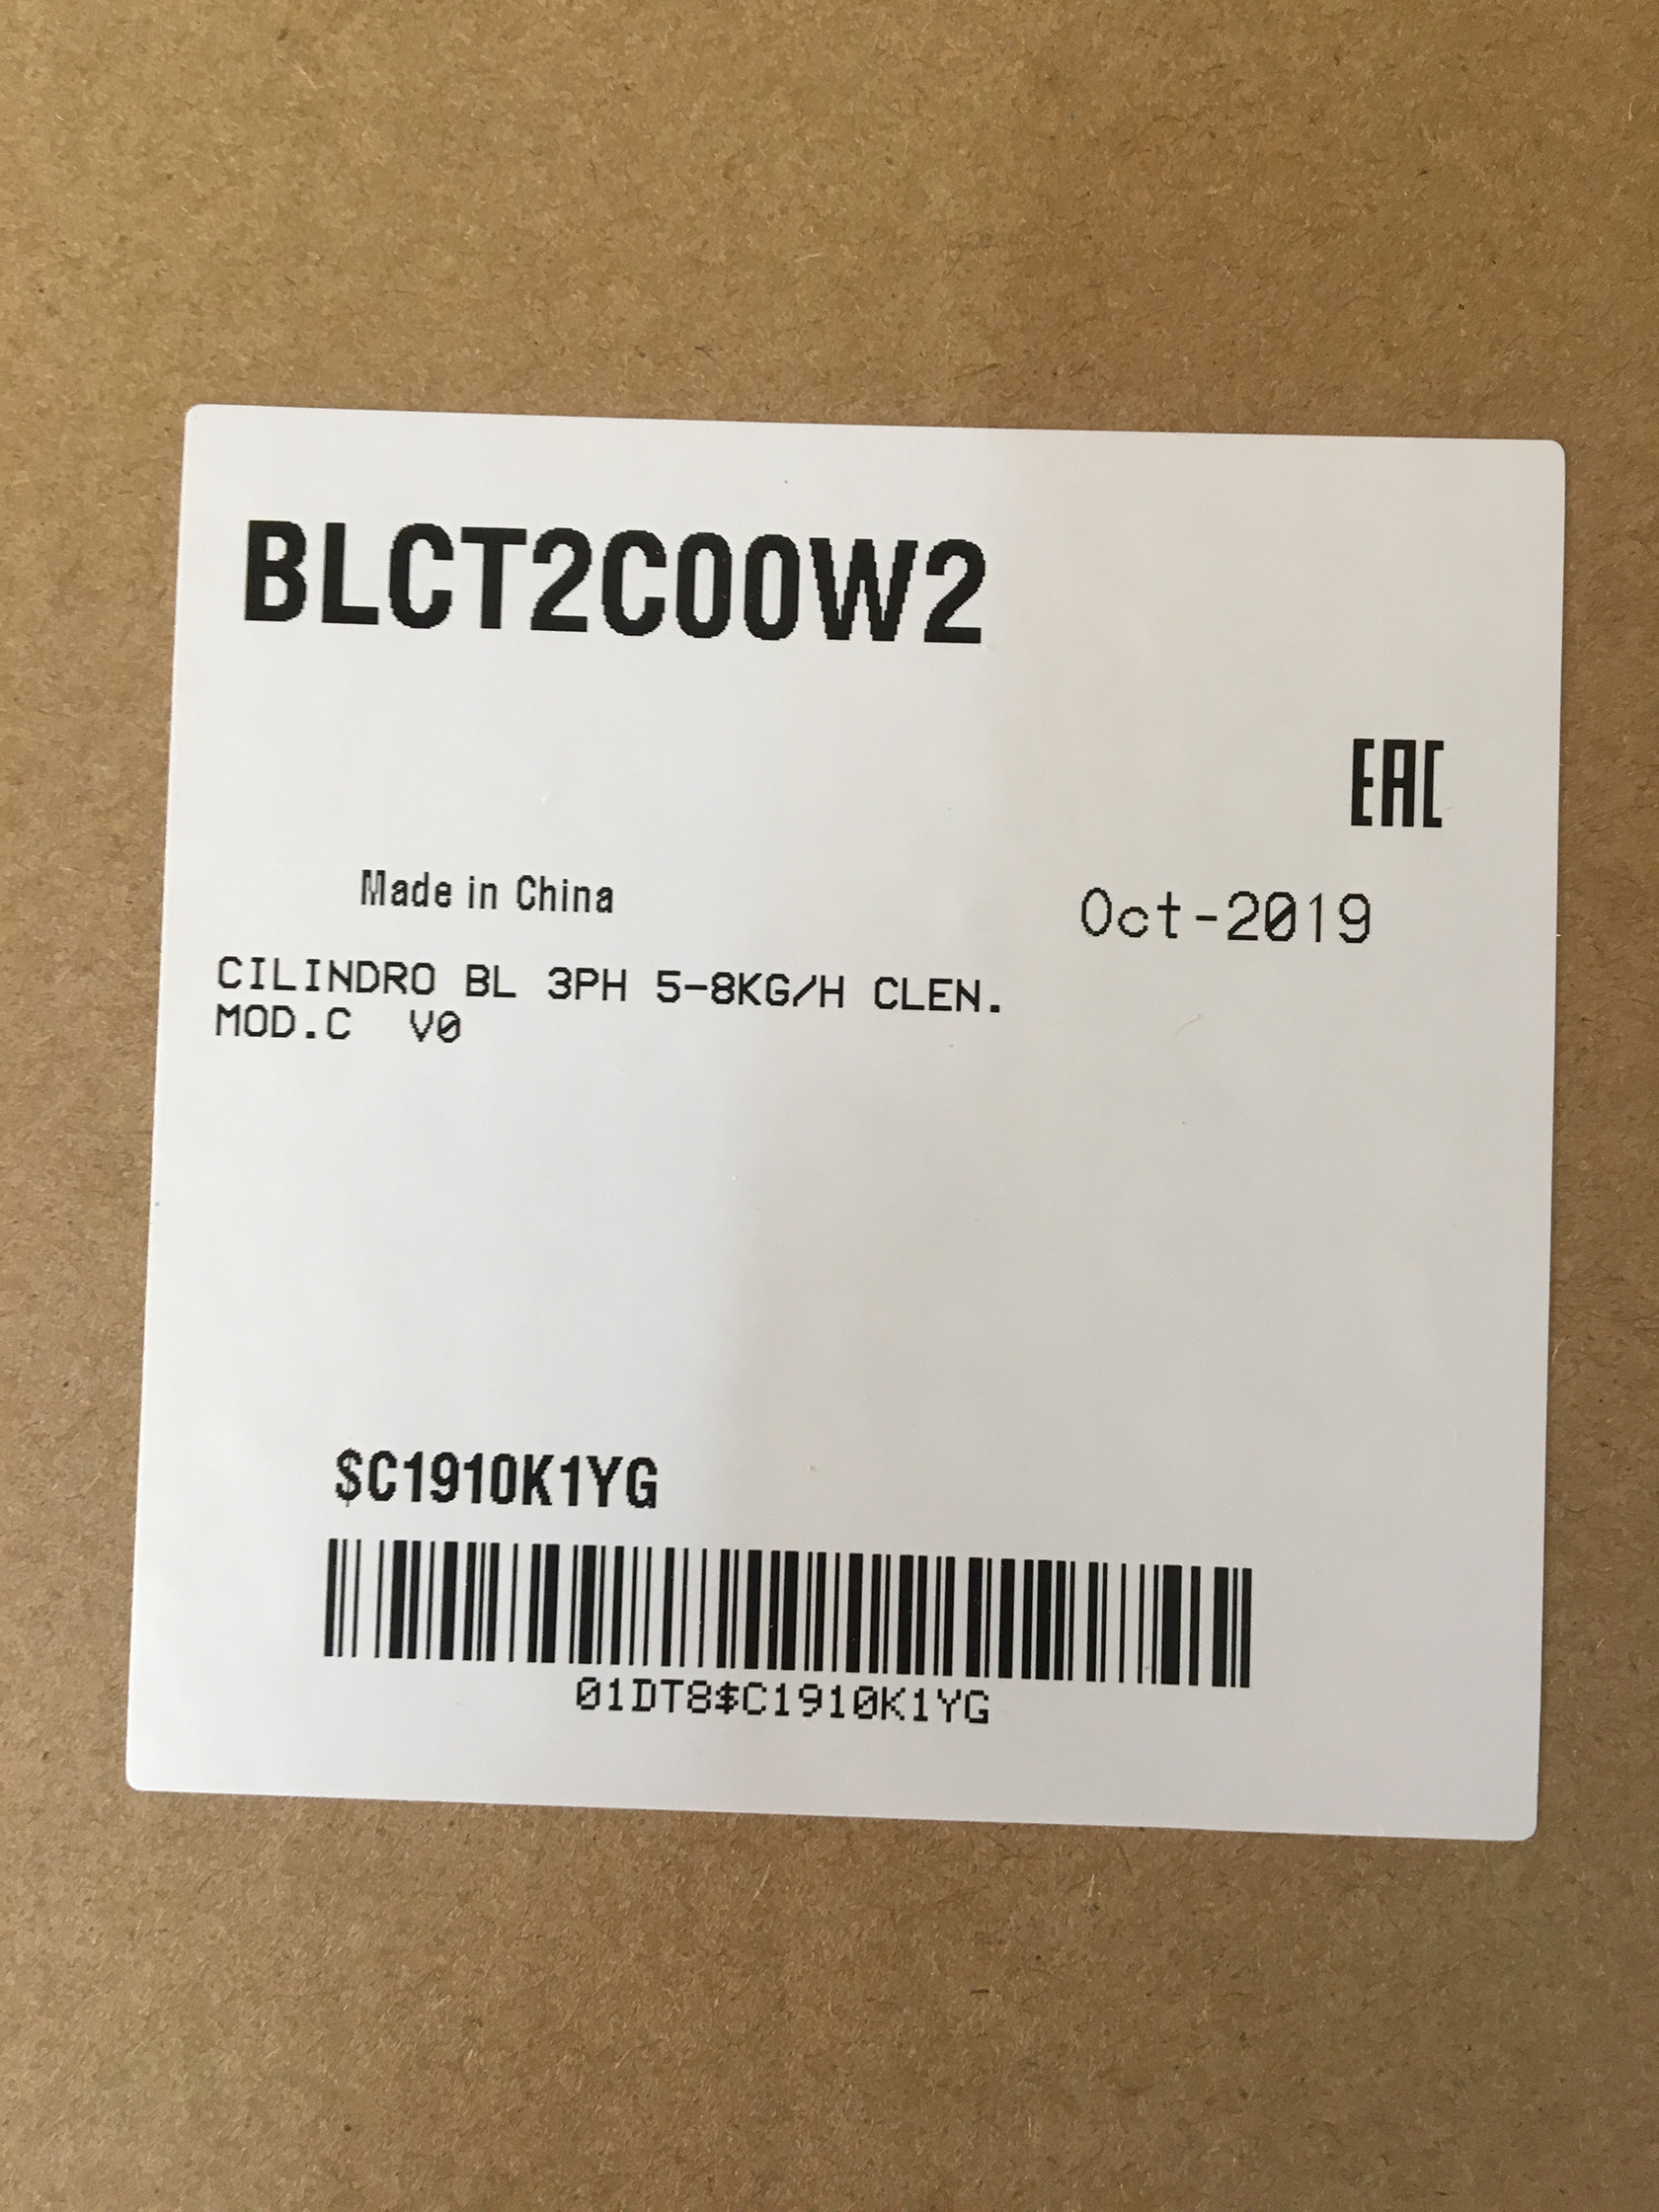 BLCT2C00W2
EAC
Made in China
Oct-2019
CILINDRO BL 3PH 5-8KG/H CLEN.
MOD.C V0
$C1910K1YG
01DT8$C1910K1YG